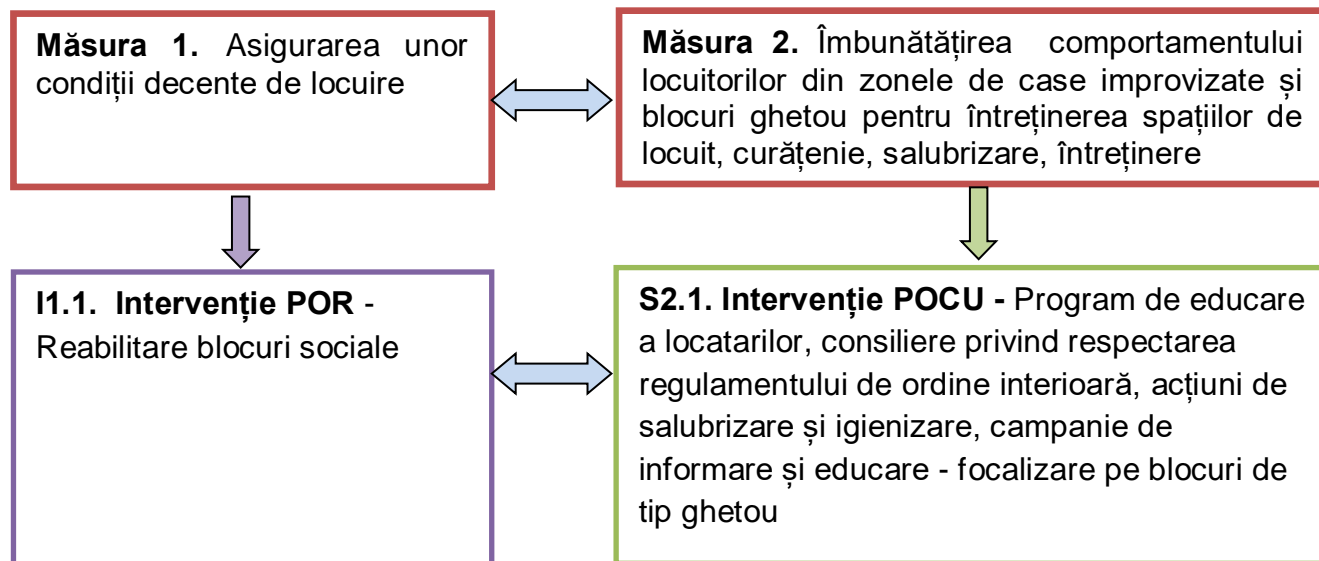 Măsura 1. Asigurarea unor
condiții decente de locuire
Măsura 2. Îmbunătățirea comportamentului
locuitorilor din zonele de case improvizate și
blocuri ghetou pentru întreținerea spațiilor de
locuit, curățenie, salubrizare, întreținere
I1.1. Intervenție POR -
Reabilitare blocuri sociale
S2.1. Intervenție POCU - Program de educare
a locatarilor, consiliere privind respectarea
regulamentului de ordine interioară, acțiuni de
salubrizare și igienizare, campanie de
informare și educare - focalizare pe blocuri de
tip ghetou